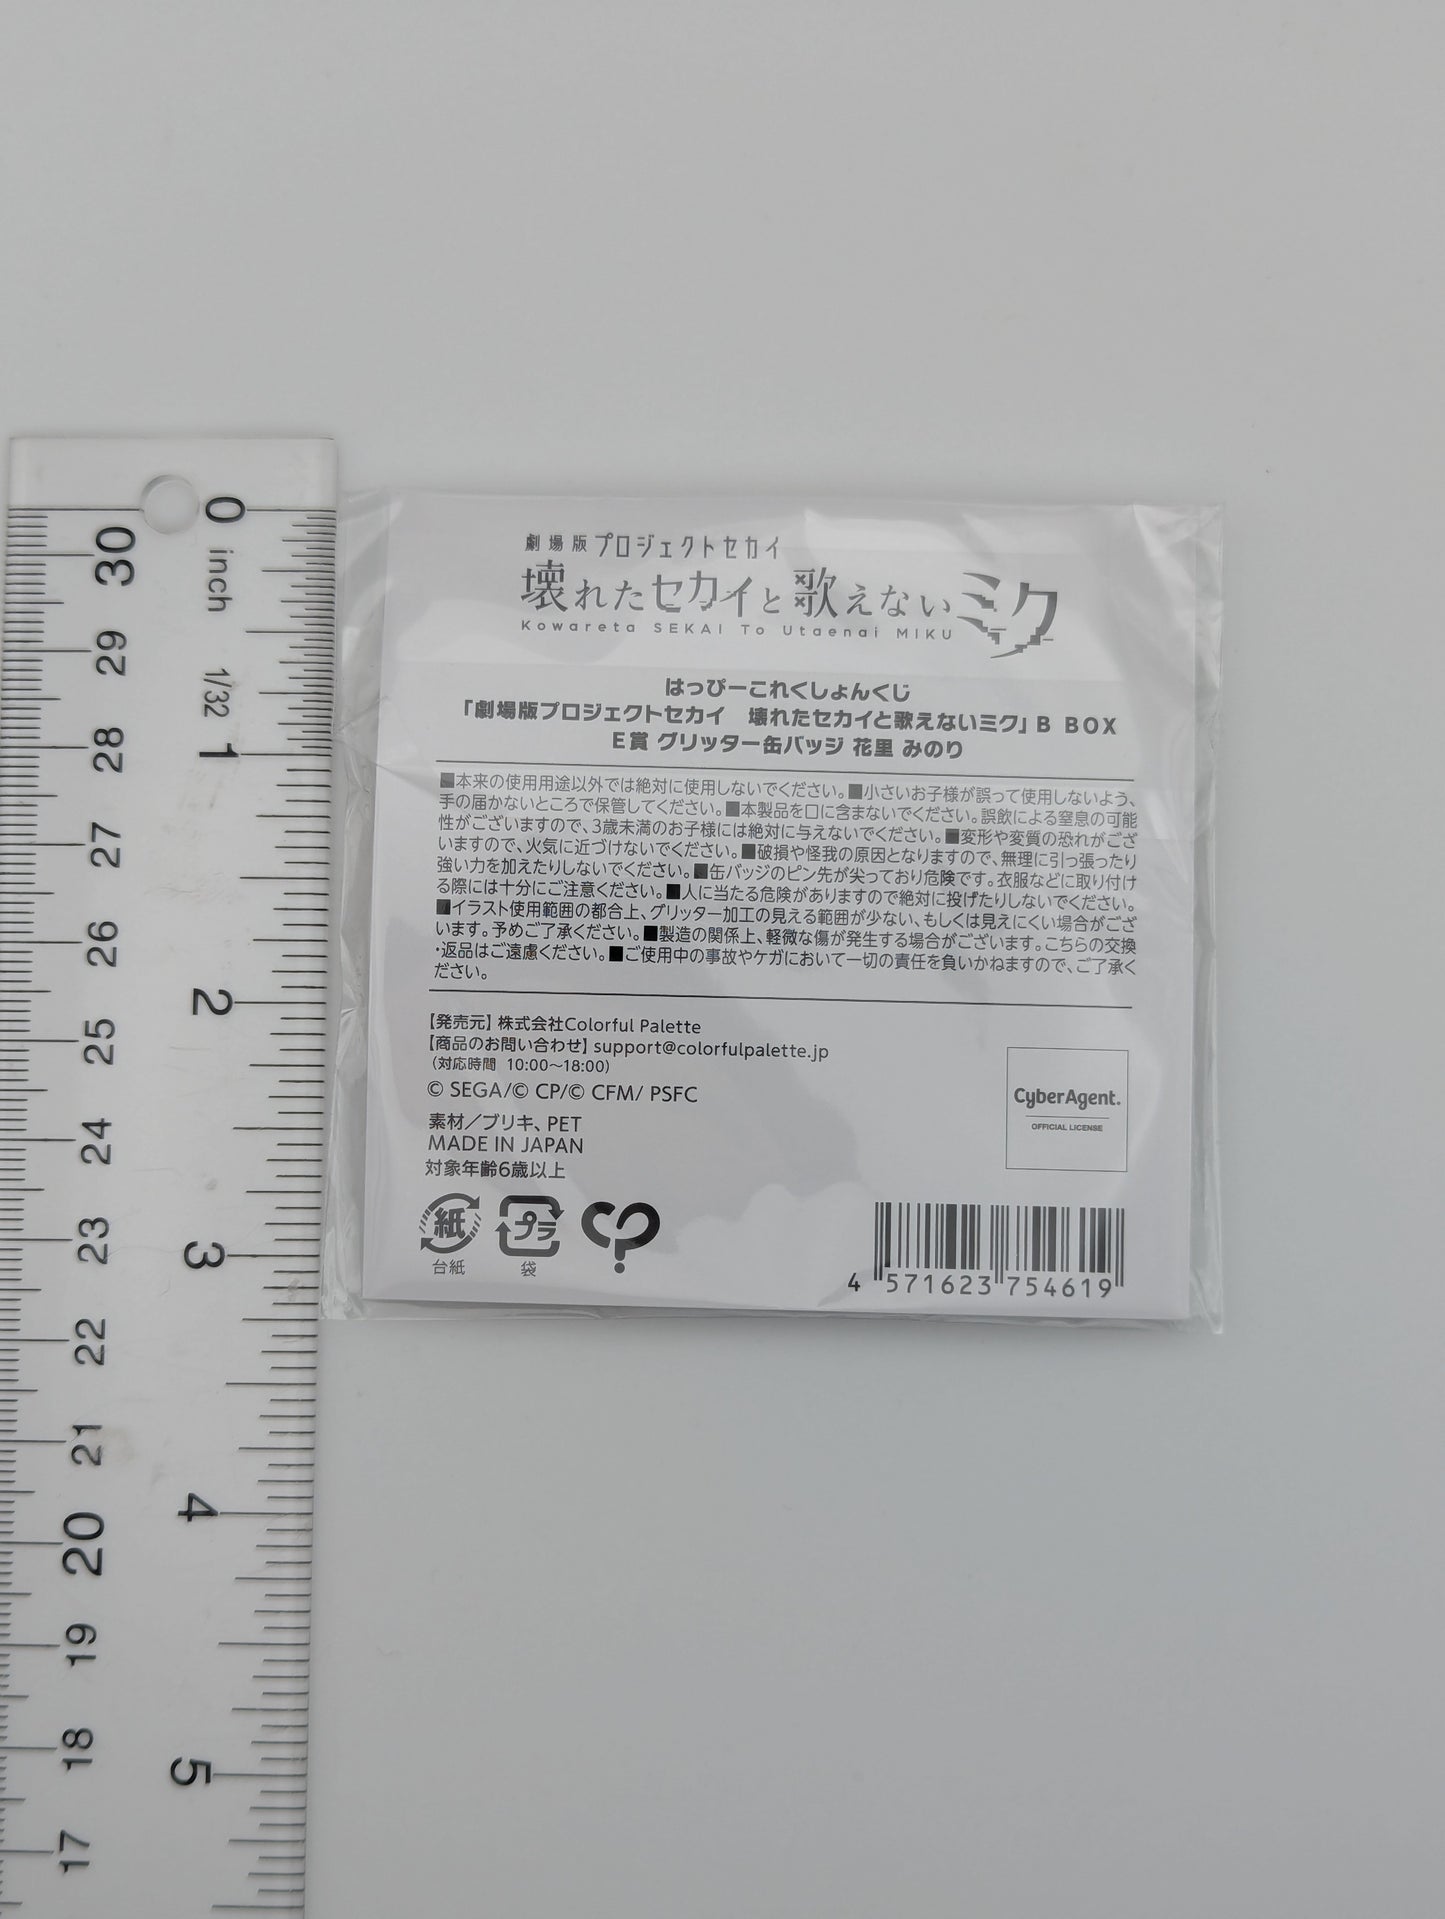 0
inch
1/32
1
2
3
4
5
30
29
28
27
26
25
24
23
22
21
20
19
18
17
劇場版 プロジェクトセカイ
壊れたセカイと歌えないミク
Kowareta SEKAI To Utaenai MIKU
はっぴーこれくしょんくじ
「劇場版プロジェクトセカイ　壊れたセカイと歌えないミク」B BOX
E賞 グリッター缶バッジ 花里 みのり
■本来の使用用途以外では絶対に使用しないでください。■小さいお子様が誤って使用しないよう、
手の届かないところで保管してください。■本製品を口に含まないでください。誤飲による窒息の可能
性がございますので、3歳未満のお子様には絶対に与えないでください。■変形や変質の恐れがござ
いますので、火気に近づけないでください。■破損や怪我の原因となりますので、無理に引っ張ったり
強い力を加えたりしないでください。■缶バッジのピン先が尖っており危険です。衣服などに取り付け
る際には十分にご注意ください。■人に当たる危険がありますので絶対に投げたりしないでください。
■イラスト使用範囲の都合上、グリッター加工の見える範囲が少ない、もしくは見えにくい場合がござ
います。予めご了承ください。■製造の関係上、軽微な傷が発生する場合がございます。こちらの交換
・返品はご遠慮ください。■ご使用中の事故やケガにおいて一切の責任を負いかねますので、ご了承く
ださい。
【発売元】株式会社Colorful Palette
【商品のお問い合わせ】support@colorfulpalette.jp
（対応時間 10:00～18:00）
© SEGA/© CP/© CFM/ PSFC
素材／ブリキ、PET
MADE IN JAPAN
対象年齢6歳以上
CyberAgent.
OFFICIAL LICENSE
紙
台紙
プラ
袋
4 571623 754619